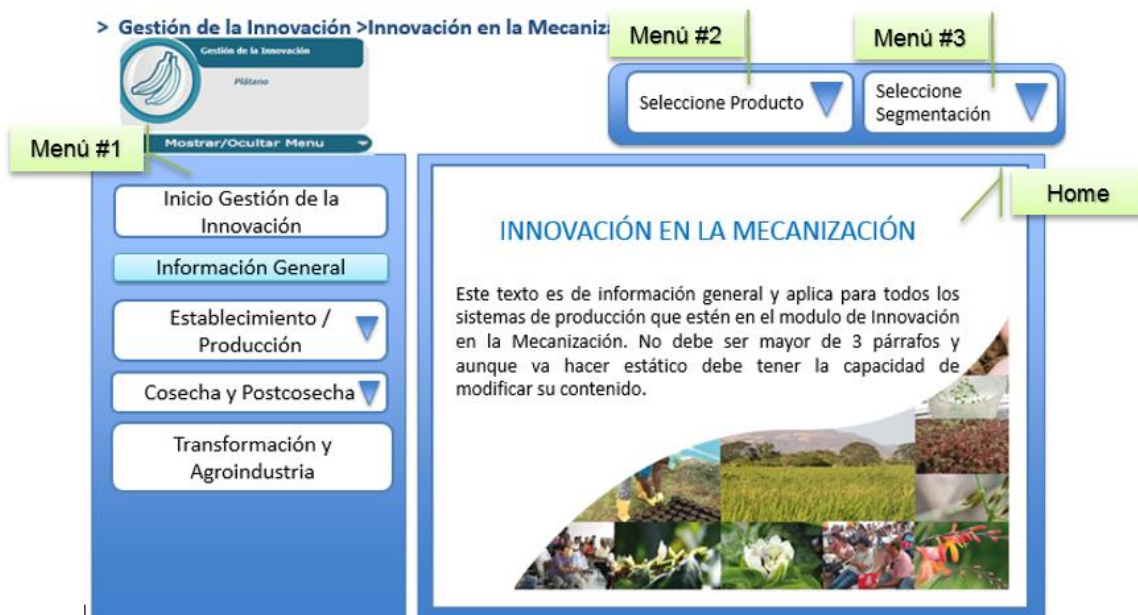 > Gestión de la Innovación >Innovación en la Mecaniz
Menú #2
Menú #3
Gestión de la Innovación
Plátano
Mostrar/Ocultar Menu
Seleccione Producto
Seleccione
Segmentación
Menú #1
Home
Inicio Gestión de la
Innovación
Información General
Establecimiento /
Producción
Cosecha y Postcosecha
Transformación y
Agroindustria
INNOVACIÓN EN LA MECANIZACIÓN
Este texto es de información general y aplica para todos los
sistemas de producción que estén en el modulo de Innovación
en la Mecanización. No debe ser mayor de 3 párrafos y
aunque va hacer estático debe tener la capacidad de
modificar su contenido.